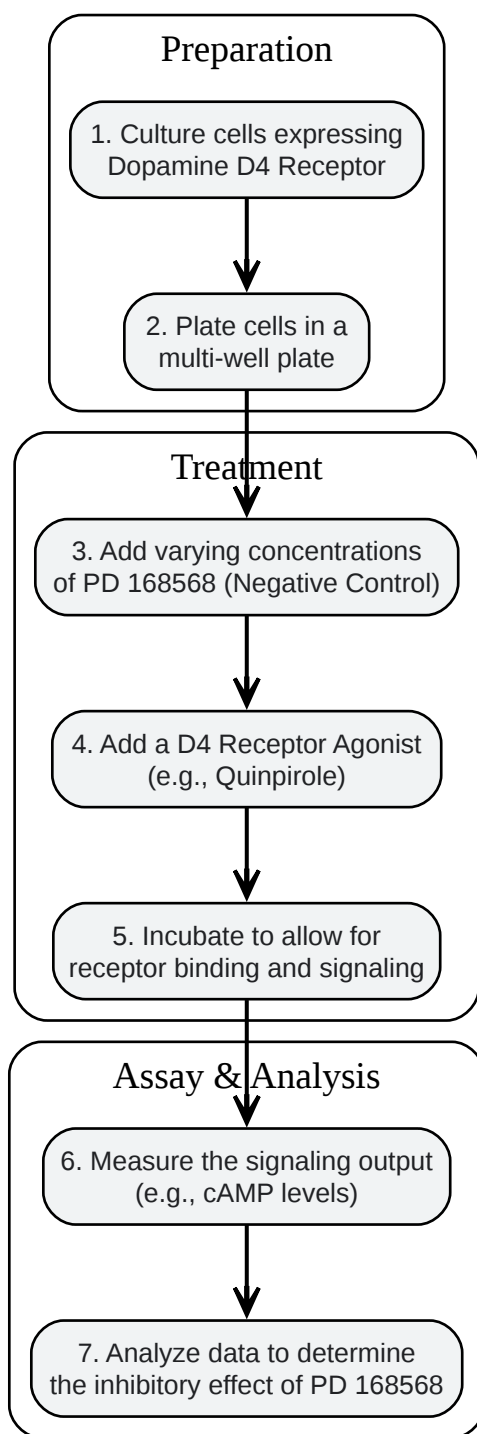 Preparation
1. Culture cells expressing
Dopamine D4 Receptor
2. Plate cells in a
multi-well plate
Treatment
3. Add varying concentrations
of PD 168568 (Negative Control)
4. Add a D4 Receptor Agonist
(e.g., Quinpirole)
5. Incubate to allow for
receptor binding and signaling
Assay & Analysis
6. Measure the signaling output
(e.g., cAMP levels)
7. Analyze data to determine
the inhibitory effect of PD 168568